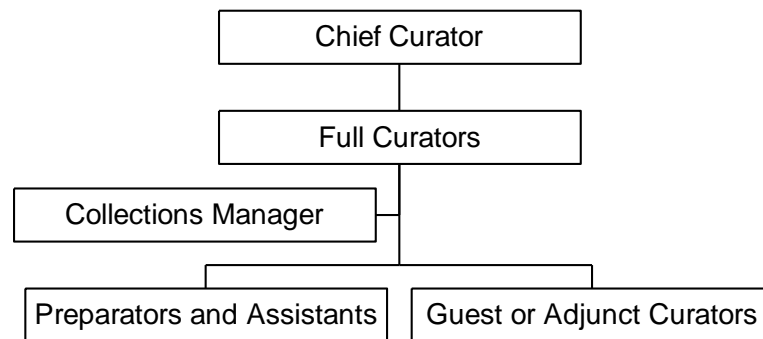 Chief Curator
Full Curators
Collections Manager
Preparators and Assistants
Guest or Adjunct Curators